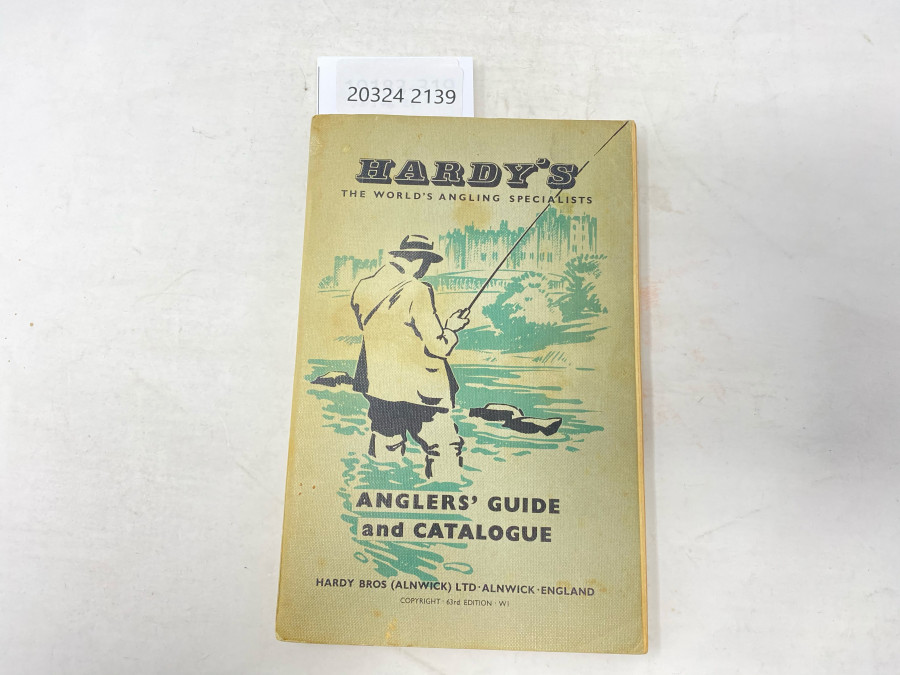 20324 2139
HARDY'S
THE WORLD'S ANGLING SPECIALISTS
ANGLERS' GUIDE
and CATALOGUE
HARDY BROS (ALNWICK) LTD · ALNWICK · ENGLAND
COPYRIGHT · 63rd EDITION · W1